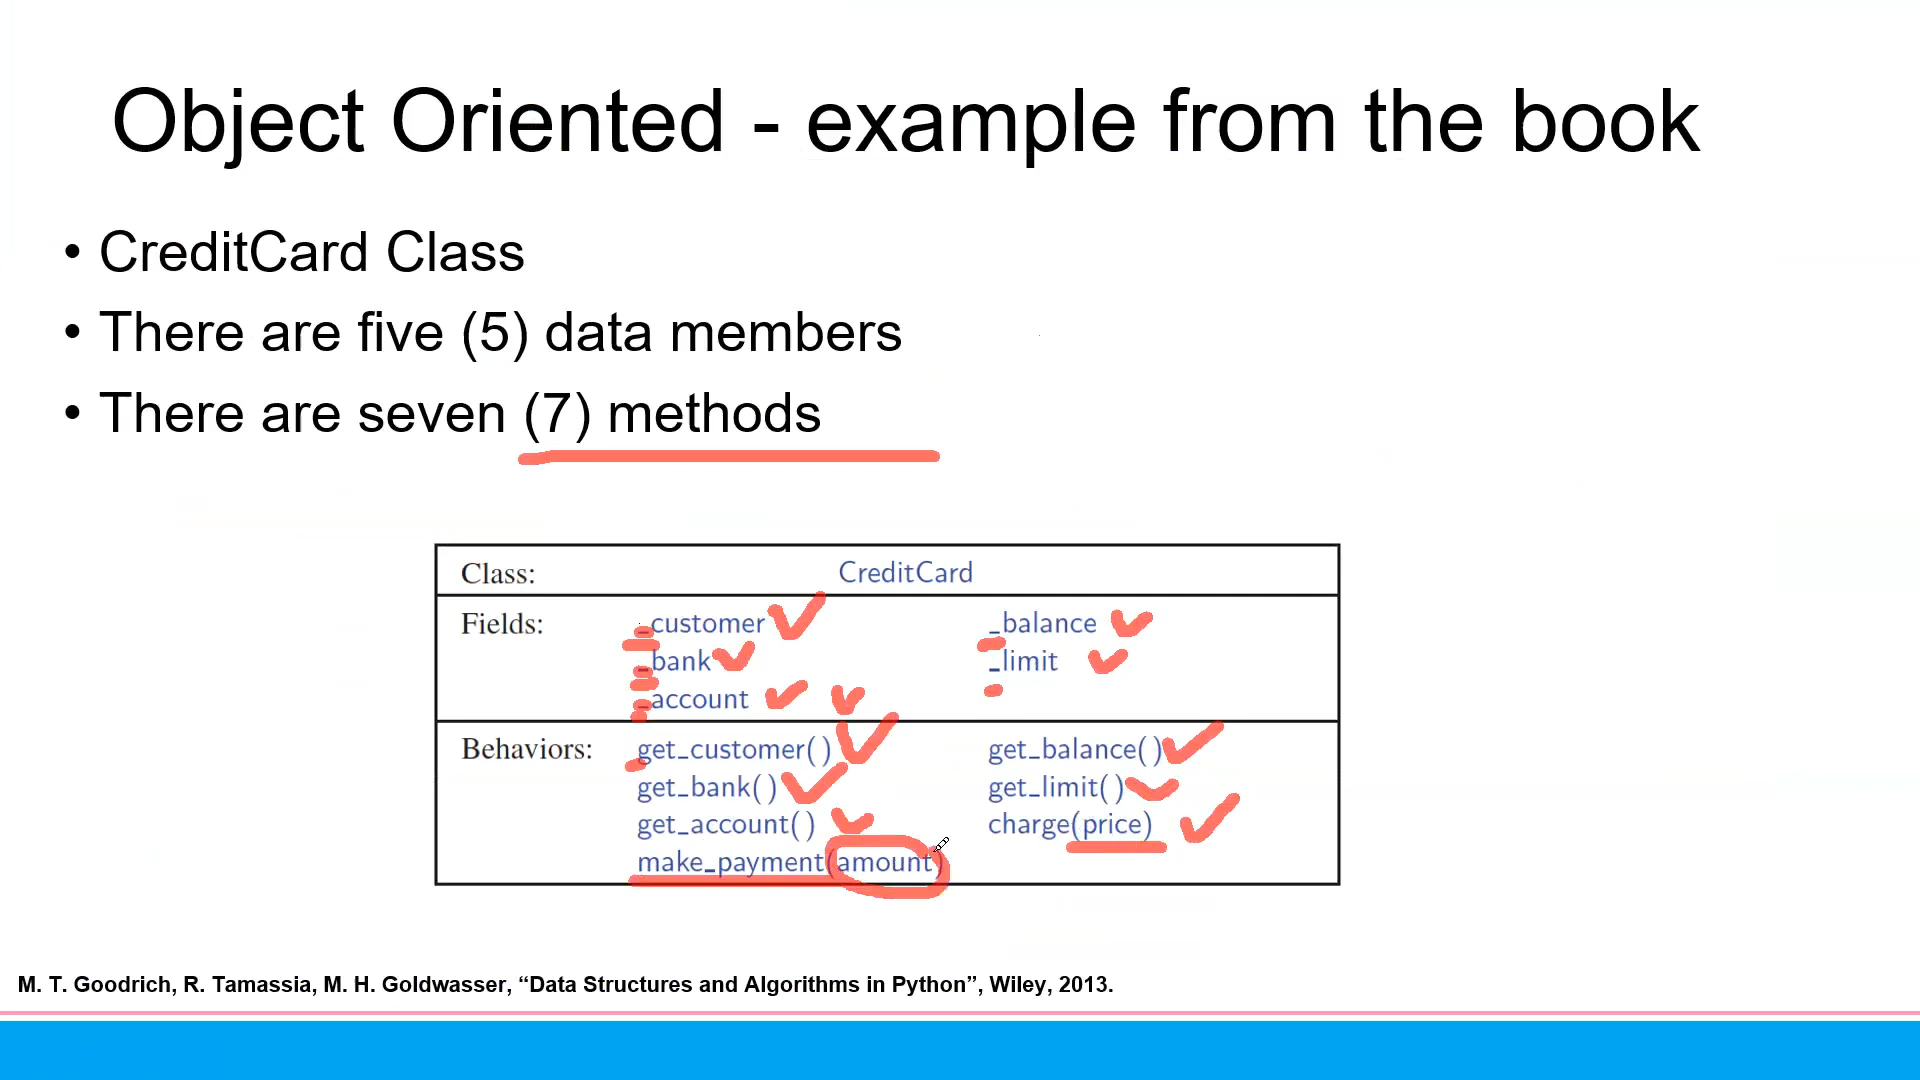 Object Oriented - example from the book
• CreditCard Class
• There are five (5) data members
• There are seven (7) methods
Class: CreditCard
Fields: _customer _balance
_bank _limit
_account
Behaviors: get_customer() get_balance()
get_bank() get_limit()
get_account() charge(price)
make_payment(amount)
M. T. Goodrich, R. Tamassia, M. H. Goldwasser, “Data Structures and Algorithms in Python”, Wiley, 2013.